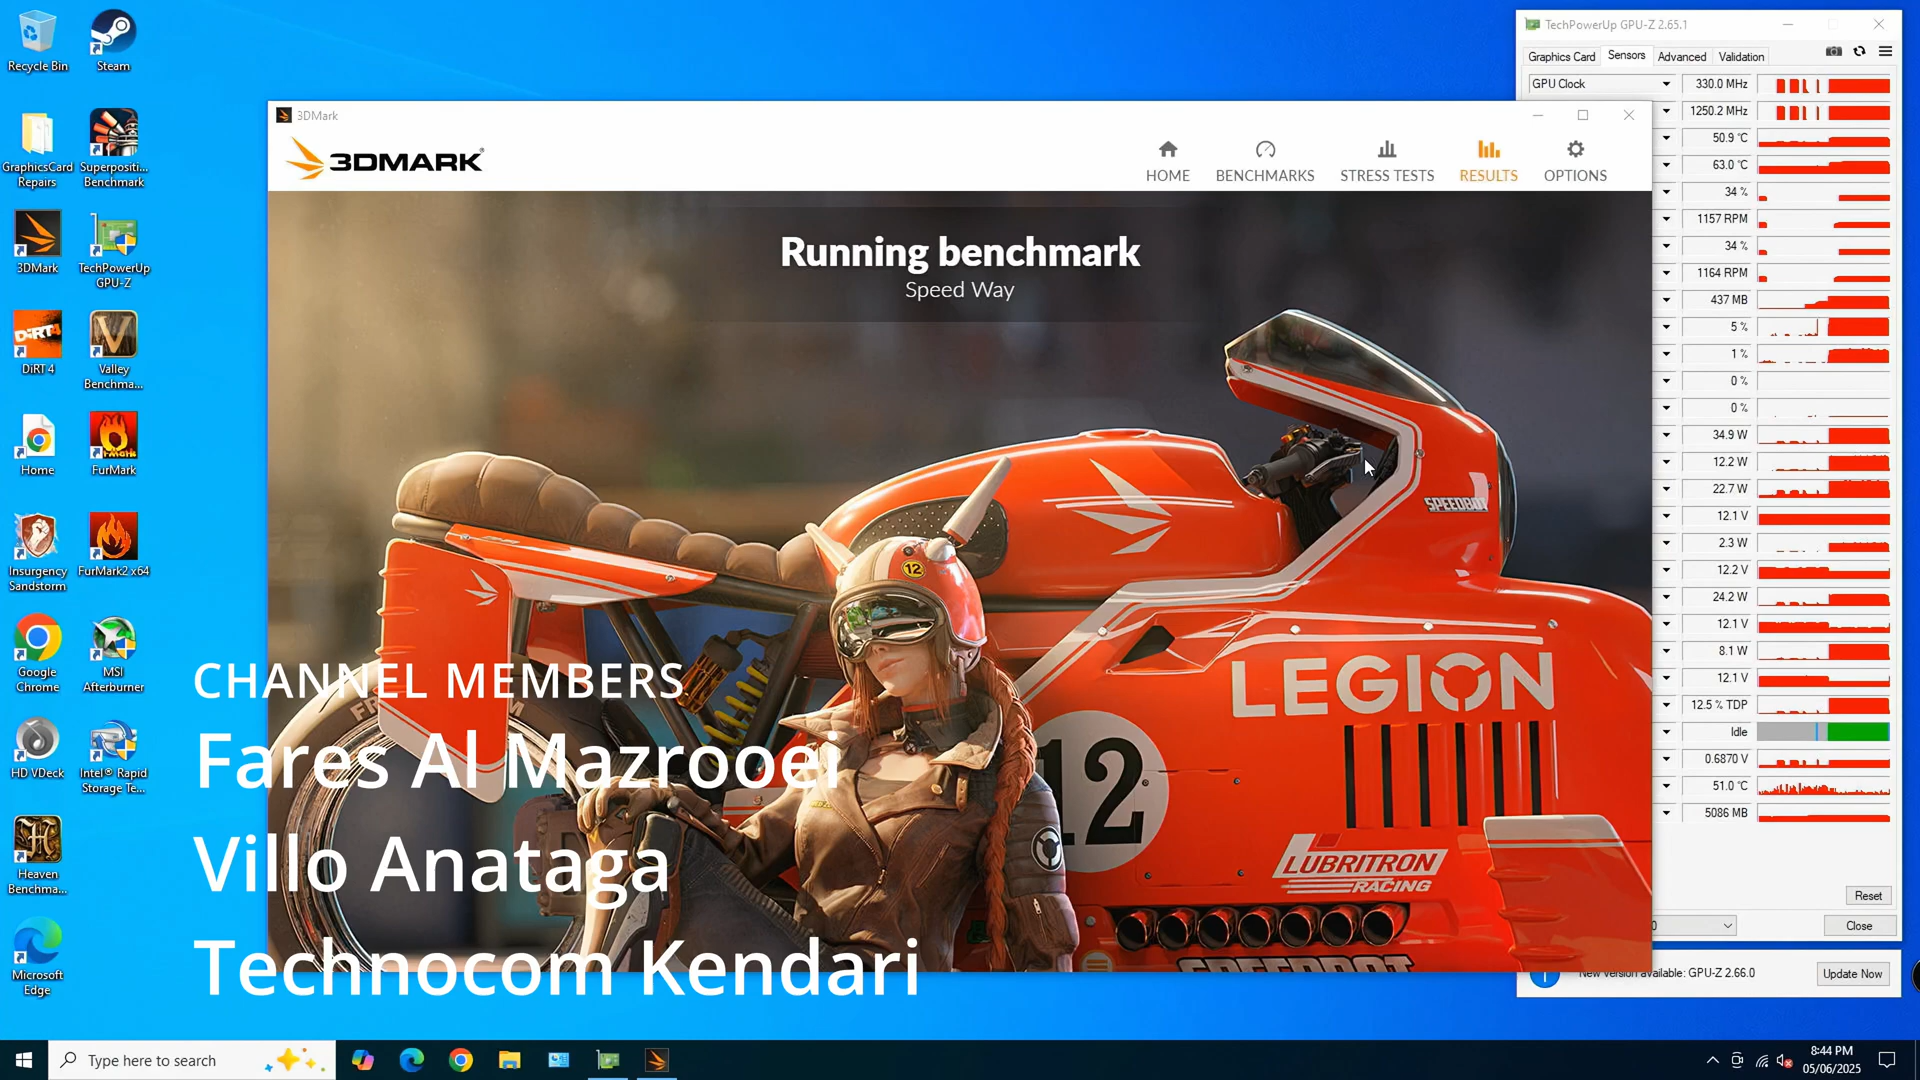 Recycle Bin
Steam
GraphicsCard Repairs
Superpositi... Benchmark
3DMark
TechPowerUp GPU-Z
DiRT 4
Valley Benchma...
Home
FurMark
Insurgency Sandstorm
FurMark2 x64
Google Chrome
MSI Afterburner
HD VDeck
Intel® Rapid Storage Te...
Heaven Benchma...
Microsoft Edge
3DMark
3DMARK
HOME
BENCHMARKS
STRESS TESTS
RESULTS
OPTIONS
Running benchmark
Speed Way
SPEEDBOT
12
LEGION
12
LUBRITRON
RACING
SPEEDBOT
CHANNEL MEMBERS
Fares Al Mazrooei
Villo Anataga
Technocom Kendari
TechPowerUp GPU-Z 2.65.1
Graphics Card
Sensors
Advanced
Validation
GPU Clock
330.0 MHz
1250.2 MHz
50.9 °C
63.0 °C
34 %
1157 RPM
34 %
1164 RPM
437 MB
5 %
1 %
0 %
0 %
34.9 W
12.2 W
22.7 W
12.1 V
2.3 W
12.2 V
24.2 W
12.1 V
8.1 W
12.1 V
12.5 % TDP
Idle
0.6870 V
51.0 °C
5086 MB
Reset
Close
New version available: GPU-Z 2.66.0
Update Now
Type here to search
8:44 PM
05/06/2025